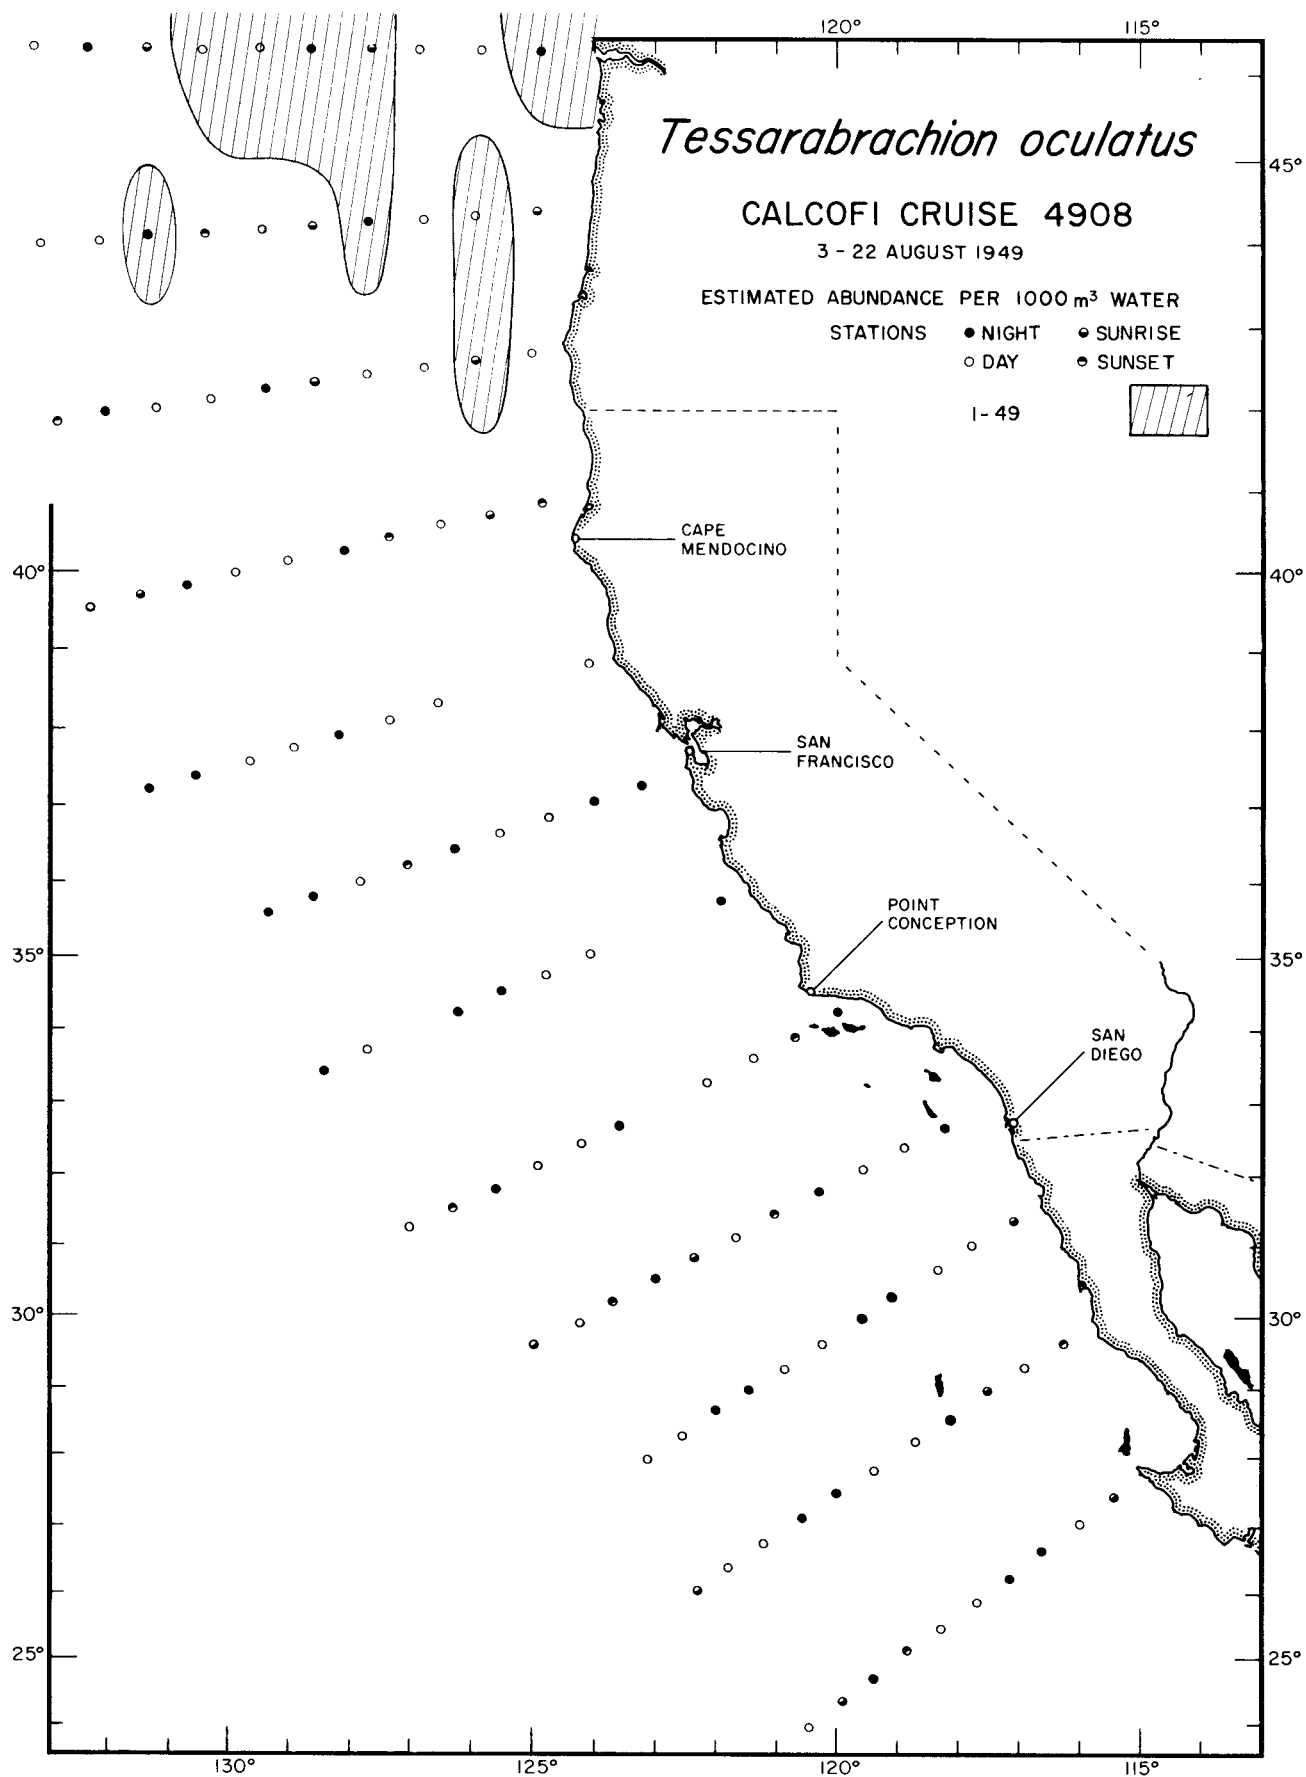 120° 115°
Tessarabrachion oculatus
45°
CALCOFI CRUISE 4908
3-22 AUGUST 1949
ESTIMATED ABUNDANCE PER 1000 m³ WATER
STATIONS ● NIGHT ◒ SUNRISE
○ DAY ◓ SUNSET
1-49
CAPE
MENDOCINO
40° 40°
SAN
FRANCISCO
POINT
CONCEPTION
35° 35°
SAN
DIEGO
30° 30°
25° 25°
130° 125° 120° 115°